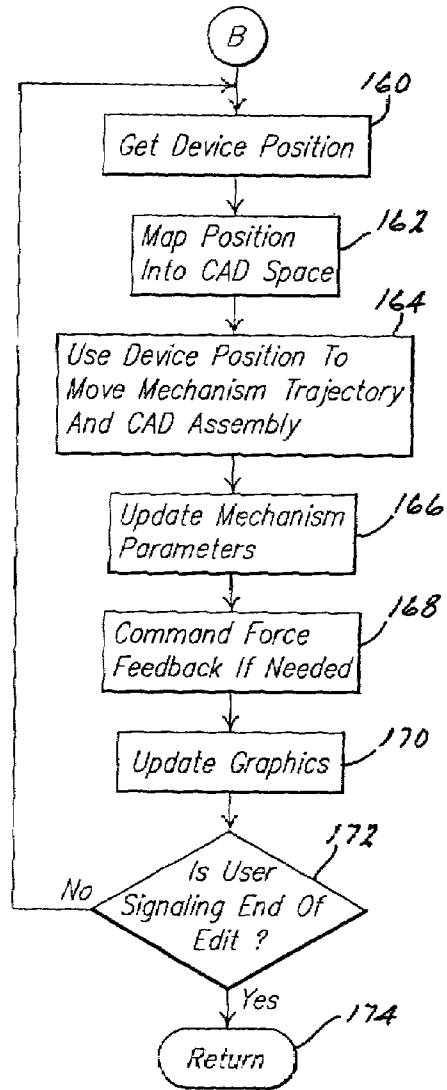 B
160
Get Device Position
162
Map Position
Into CAD Space
164
Use Device Position To
Move Mechanism Trajectory
And CAD Assembly
166
Update Mechanism
Parameters
168
Command Force
Feedback If Needed
170
Update Graphics
172
No
Is User
Signaling End Of
Edit ?
Yes
174
Return